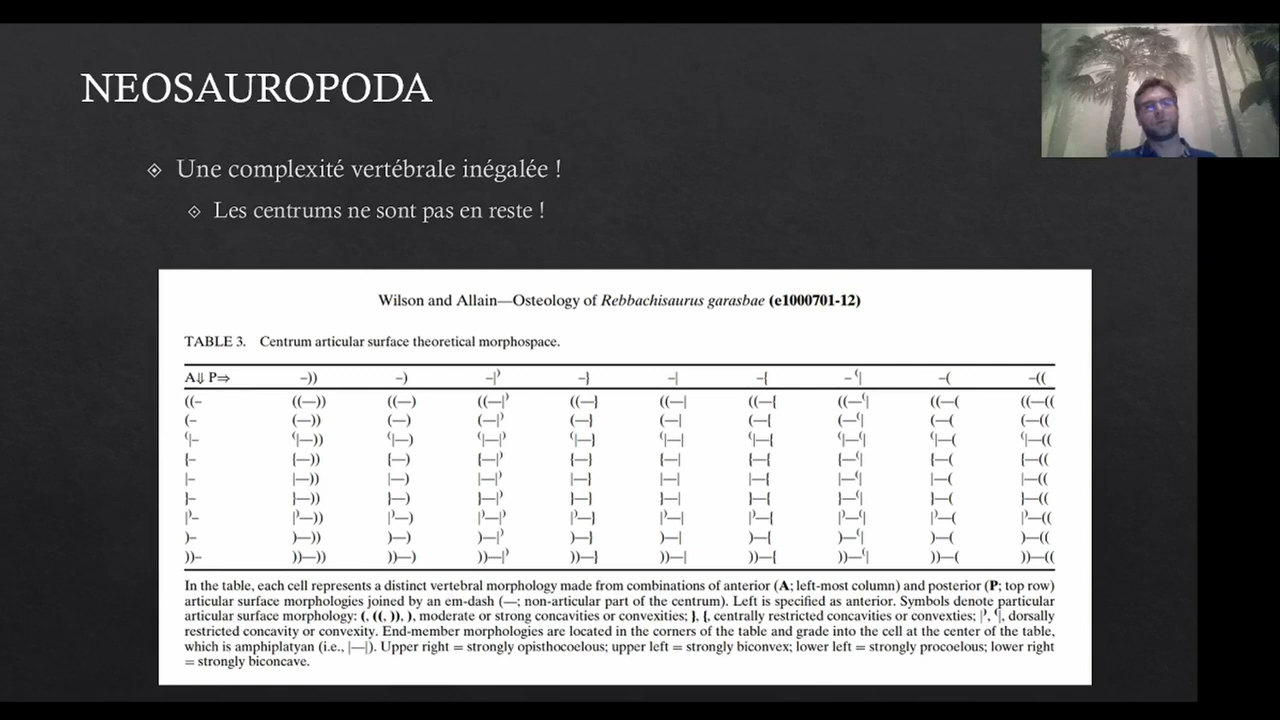 NEOSAUROPODA
Une complexité vertébrale inégalée !
Les centrums ne sont pas en reste !
Wilson and Allain—Osteology of Rebbachisaurus garasbae (e1000701-12)
TABLE 3. Centrum articular surface theoretical morphospace.
A⇓ P⇒ –)) –) –|⁾ –} –| –{ –⁽| –( –((
((– ((—)) ((—) ((—|⁾ ((—} ((—| ((—{ ((—⁽| ((—( ((—((
(– (—)) (—) (—|⁾ (—} (—| (—{ (—⁽| (—( (—((
⁽|– ⁽|—)) ⁽|—) ⁽|—|⁾ ⁽|—} ⁽|—| ⁽|—{ ⁽|—⁽| ⁽|—( ⁽|—((
{– {—)) {—) {—|⁾ {—} {—| {—{ {—⁽| {—( {—((
|– |—)) |—) |—|⁾ |—} |—| |—{ |—⁽| |—( |—((
}– }—)) }—) }—|⁾ }—} }—| }—{ }—⁽| }—( }—((
|⁾– |⁾—)) |⁾—) |⁾—|⁾ |⁾—} |⁾—| |⁾—{ |⁾—⁽| |⁾—( |⁾—((
)– )—)) )—) )—|⁾ )—} )—| )—{ )—⁽| )—( )—((
))– ))—)) ))—) ))—|⁾ ))—} ))—| ))—{ ))—⁽| ))—( ))—((
In the table, each cell represents a distinct vertebral morphology made from combinations of anterior (A; left-most column) and posterior (P; top row)
articular surface morphologies joined by an em-dash (—; non-articular part of the centrum). Left is specified as anterior. Symbols denote particular
articular surface morphology: (, ((, )), ), moderate or strong concavities or convexities; }, {, centrally restricted concavities or convexties; |⁾, ⁽|, dorsally
restricted concavity or convexity. End-member morphologies are located in the corners of the table and grade into the cell at the center of the table,
which is amphiplatyan (i.e., |—|). Upper right = strongly opisthocoelous; upper left = strongly biconvex; lower left = strongly procoelous; lower right
= strongly biconcave.